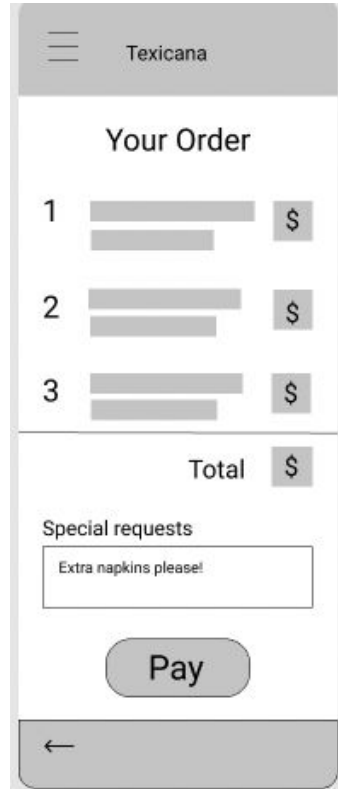 Texicana
Your Order
1 $
2 $
3 $
Total $
Special requests
Extra napkins please!
Pay